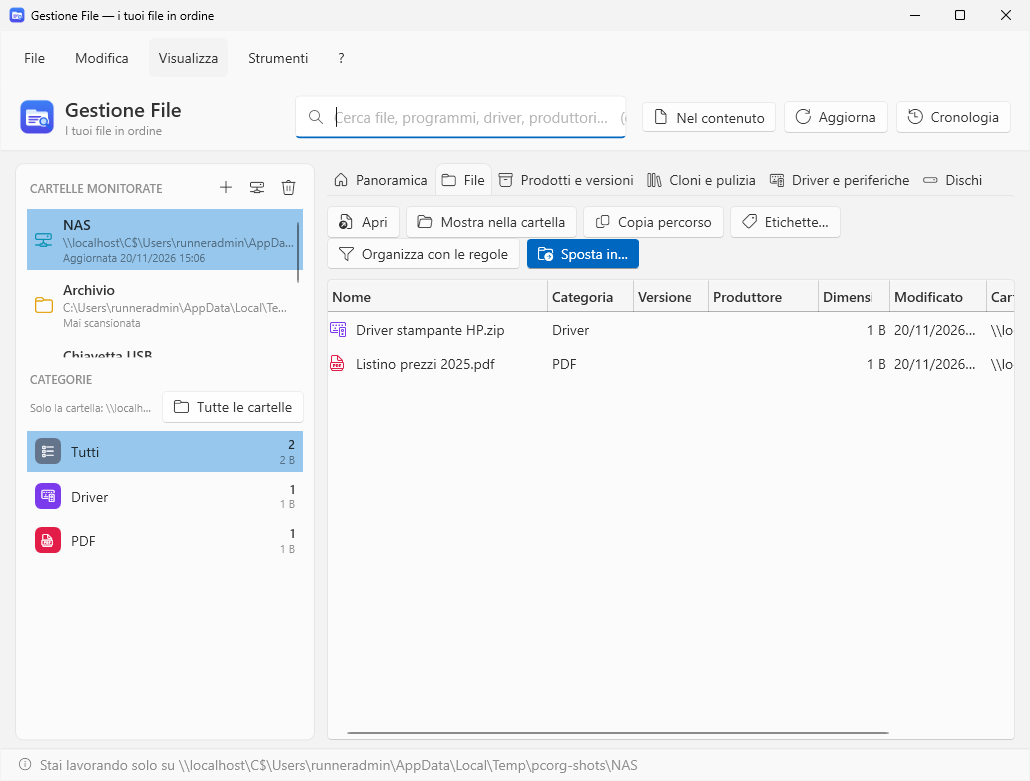 Gestione File — i tuoi file in ordine
File Modifica Visualizza Strumenti ?
Gestione File
I tuoi file in ordine
Cerca file, programmi, driver, produttori...
Nel contenuto
Aggiorna
Cronologia
CARTELLE MONITORATE
NAS
\\localhost\C$\Users\runneradmin\AppDa...
Aggiornata 20/11/2026 15:06
Archivio
C:\Users\runneradmin\AppData\Local\Te...
Mai scansionata
Chiavetta USB
CATEGORIE
Solo la cartella: \\localh...
Tutte le cartelle
Tutti 2
2 B
Driver 1
1 B
PDF 1
1 B
Panoramica File Prodotti e versioni Cloni e pulizia Driver e periferiche Dischi
Apri Mostra nella cartella Copia percorso Etichette...
Organizza con le regole Sposta in...
Nome Categoria Versione Produttore Dimensi Modificato Cart
Driver stampante HP.zip Driver 1 B 20/11/2026... \\lo
Listino prezzi 2025.pdf PDF 1 B 20/11/2026... \\lo
Stai lavorando solo su \\localhost\C$\Users\runneradmin\AppData\Local\Temp\pcorg-shots\NAS